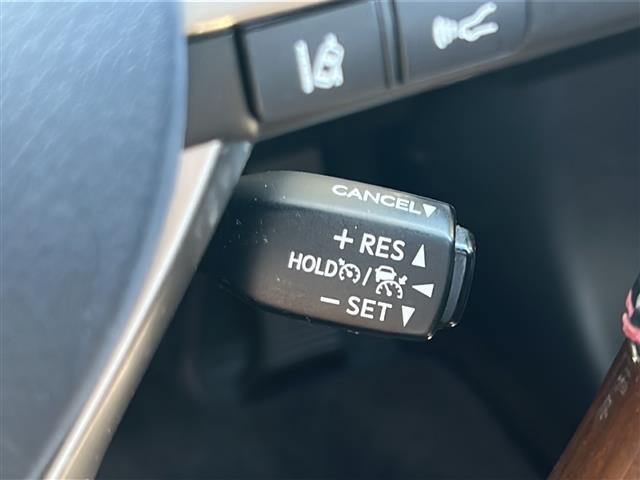 CANCEL▼
+ RES ▲
HOLD / ◀
− SET ▼